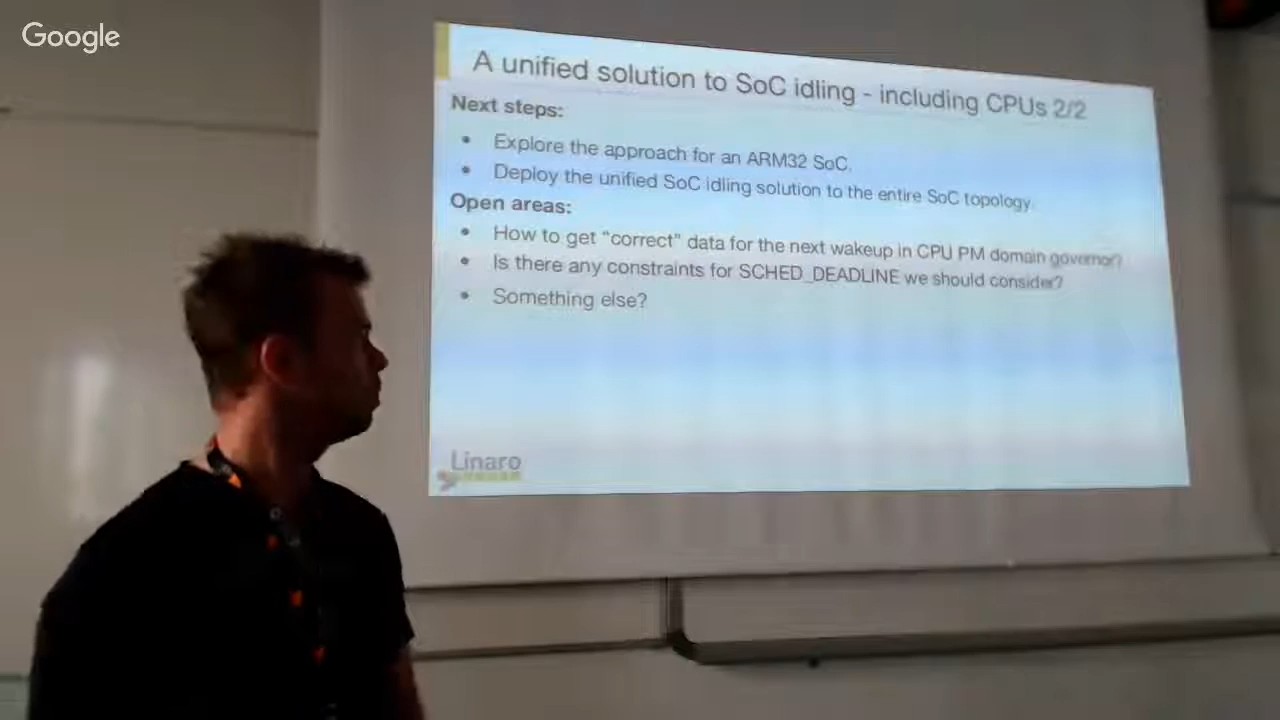 Google
A unified solution to SoC idling - including CPUs 2/2
Next steps:
• Explore the approach for an ARM32 SoC.
• Deploy the unified SoC idling solution to the entire SoC topology.
Open areas:
• How to get “correct” data for the next wakeup in CPU PM domain governor?
• Is there any constraints for SCHED_DEADLINE we should consider?
• Something else?
Linaro